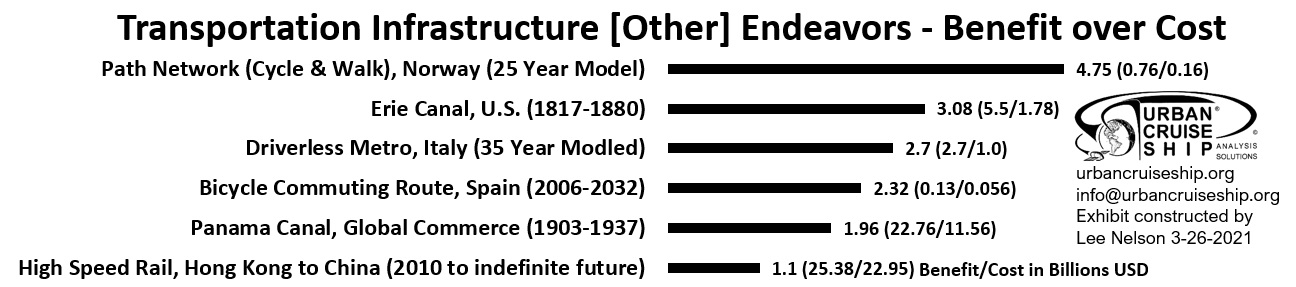 Transportation Infrastructure [Other] Endeavors - Benefit over Cost
Path Network (Cycle & Walk), Norway (25 Year Model) 4.75 (0.76/0.16)
Erie Canal, U.S. (1817-1880) 3.08 (5.5/1.78)
Driverless Metro, Italy (35 Year Modled) 2.7 (2.7/1.0)
Bicycle Commuting Route, Spain (2006-2032) 2.32 (0.13/0.056)
Panama Canal, Global Commerce (1903-1937) 1.96 (22.76/11.56)
High Speed Rail, Hong Kong to China (2010 to indefinite future) 1.1 (25.38/22.95) Benefit/Cost in Billions USD
URBAN®
CRUISE
SHIP ANALYSIS
SOLUTIONS
©
urbancruiseship.org
info@urbancruiseship.org
Exhibit constructed by
Lee Nelson 3-26-2021